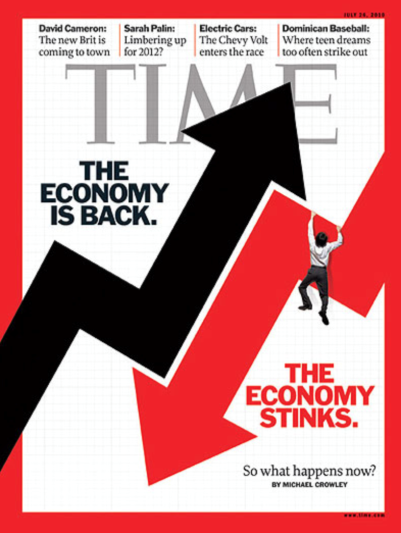 JULY 26, 2010
David Cameron:
The new Brit is
coming to town
Sarah Palin:
Limbering up
for 2012?
Electric Cars:
The Chevy Volt
enters the race
Dominican Baseball:
Where teen dreams
too often strike out
TIME
THE
ECONOMY
IS BACK.
THE
ECONOMY
STINKS.
So what happens now?
BY MICHAEL CROWLEY
www.time.com